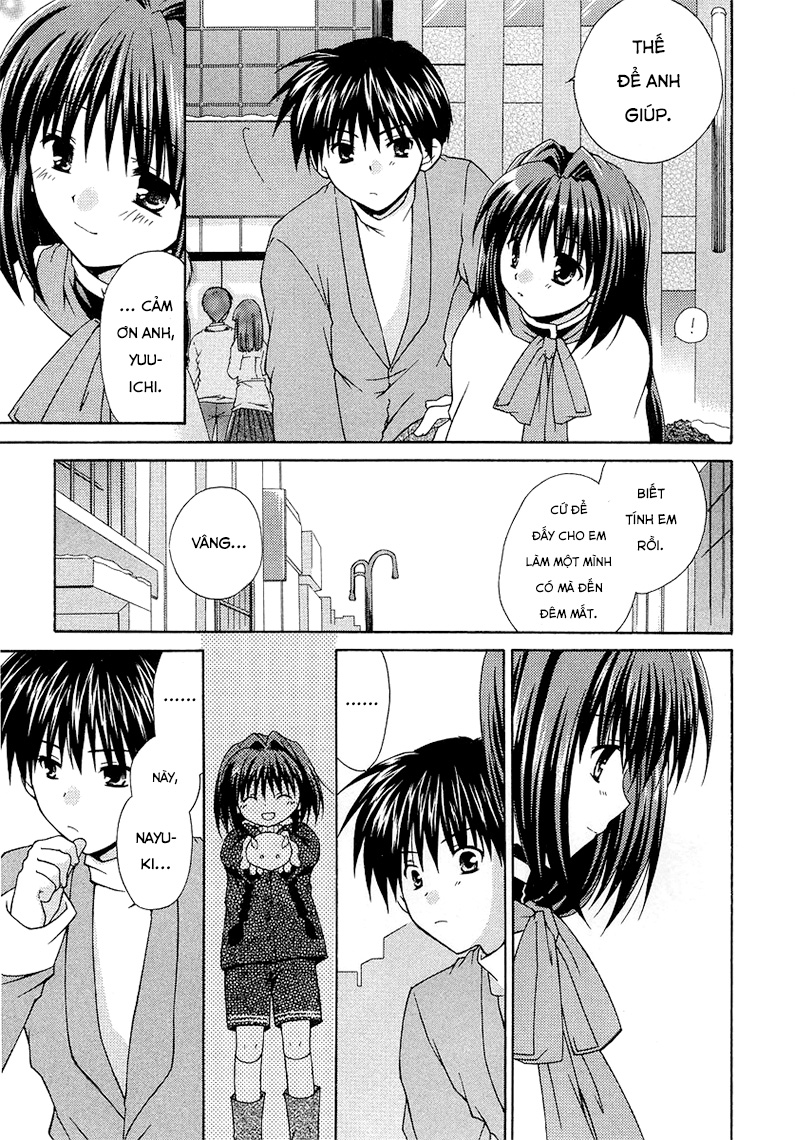 THẾ
ĐỂ ANH
GIÚP.
!
... CẢM
ƠN ANH,
YUU-
ICHI.
BIẾT
TÍNH EM
RỒI.
CỨ ĐỂ
ĐẤY CHO EM
LÀM MỘT MÌNH
CÓ MÀ ĐẾN
ĐÊM MẤT.
VÂNG...
......
......
NÀY,
NAYU-
KI...